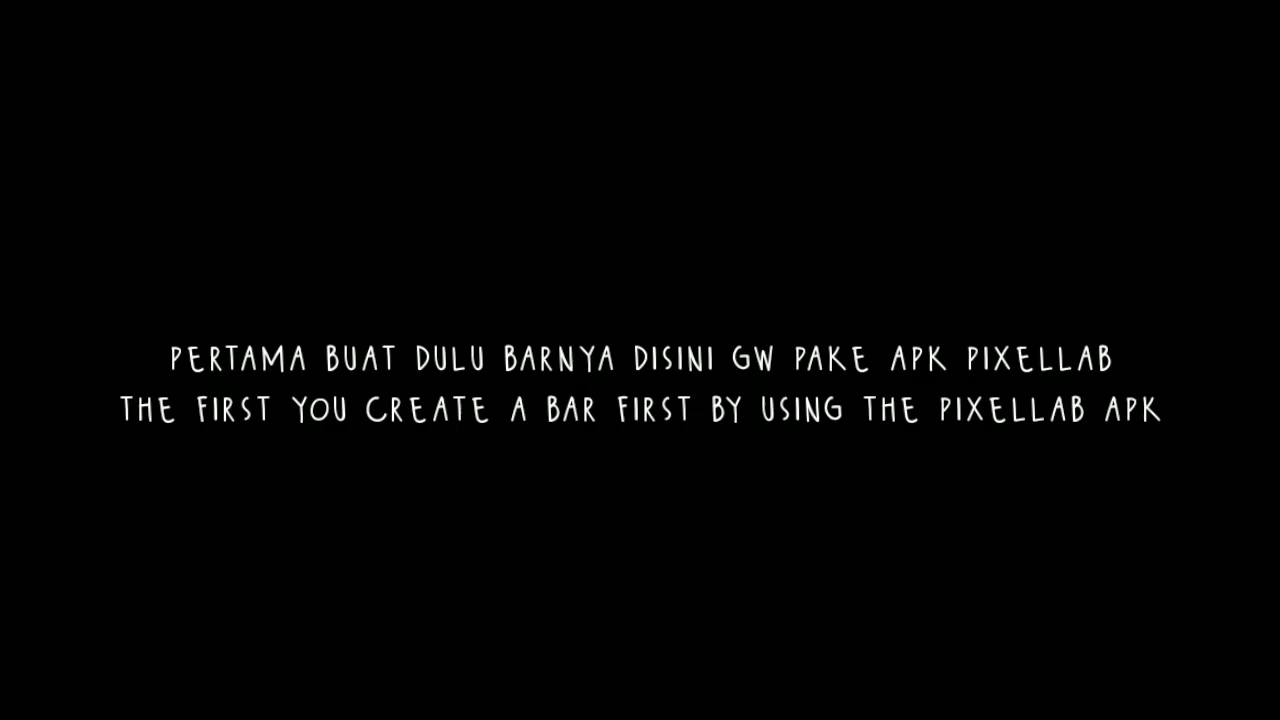 PERTAMA BUAT DULU BARNYA DISINI GW PAKE APK PIXELLAB
THE FIRST YOU CREATE A BAR FIRST BY USING THE PIXELLAB APK